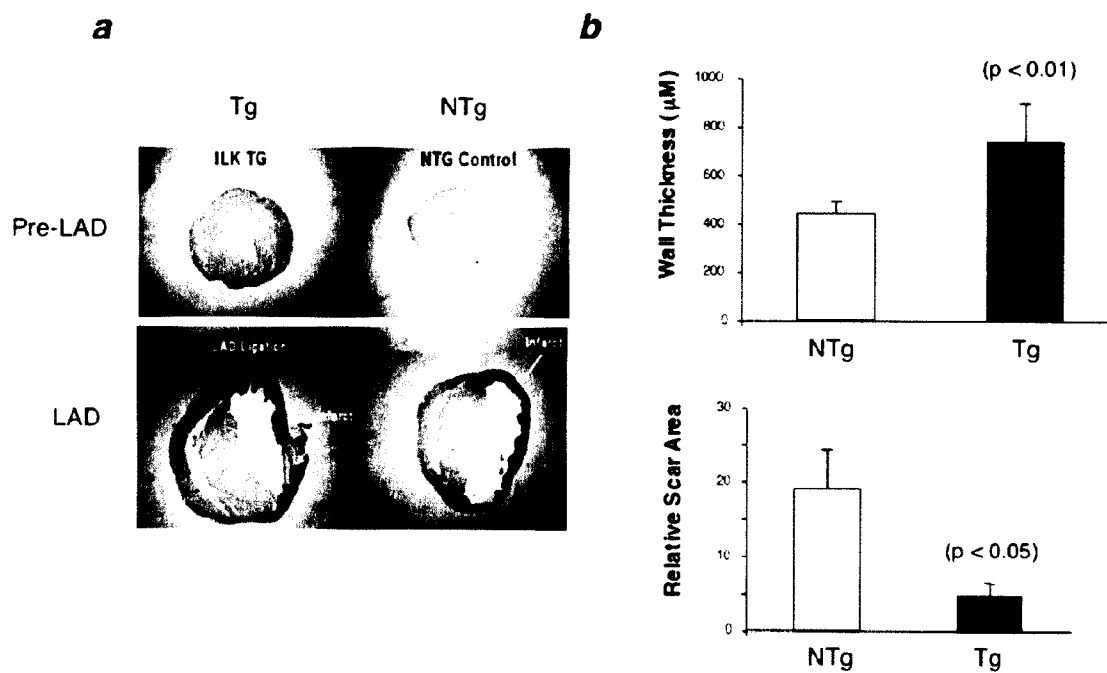 a
Tg NTg
Pre-LAD
ILK TG NTG Control
LAD
LAD Ligation
Infarct
Infarct
b
(p < 0.01)
Wall Thickness (μM)
1000
800
600
400
200
0
NTg Tg
Relative Scar Area
30
20
10
0
(p < 0.05)
NTg Tg